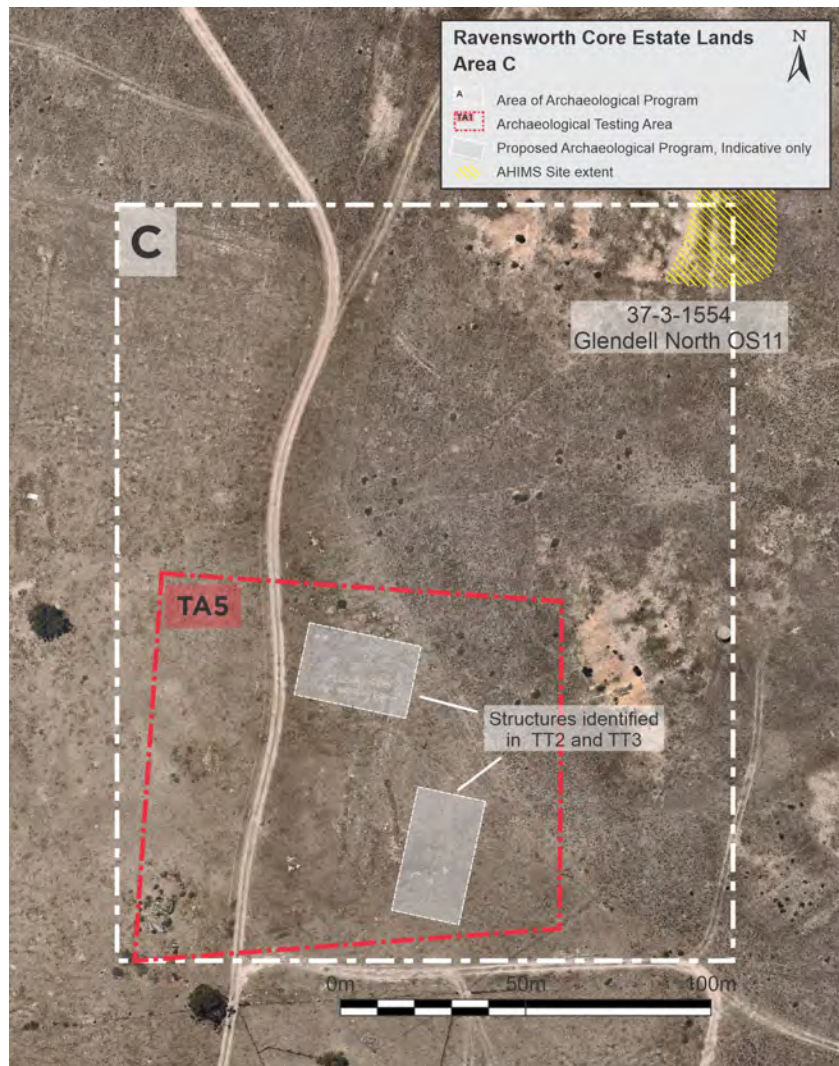 Ravensworth Core Estate Lands
Area C
N
A
Area of Archaeological Program
TA1
Archaeological Testing Area
Proposed Archaeological Program, Indicative only
AHIMS Site extent
C
37-3-1554
Glendell North OS11
TA5
Structures identified
in TT2 and TT3
0m
50m
100m